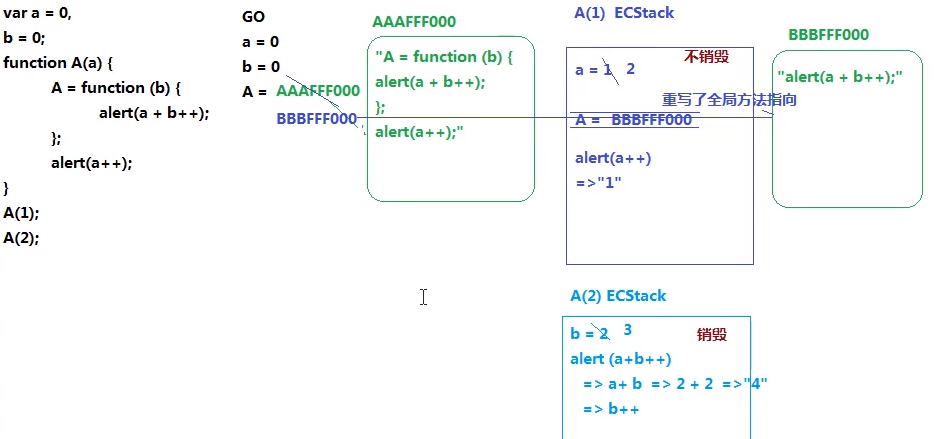 var a = 0,
b = 0;
function A(a) {
A = function (b) {
alert(a + b++);
};
alert(a++);
}
A(1);
A(2);
GO
a = 0
b = 0
A = AAAFFF000
BBBFFF000
AAAFFF000
"A = function (b) {
alert(a + b++);
};
alert(a++);"
A(1) ECStack
不销毁
a = 1 2
重写了全局方法指向
A = BBBFFF000
alert(a++)
=>"1"
BBBFFF000
"alert(a + b++);"
A(2) ECStack
b = 2 3
销毁
alert (a+b++)
=> a+ b => 2 + 2 =>"4"
=> b++